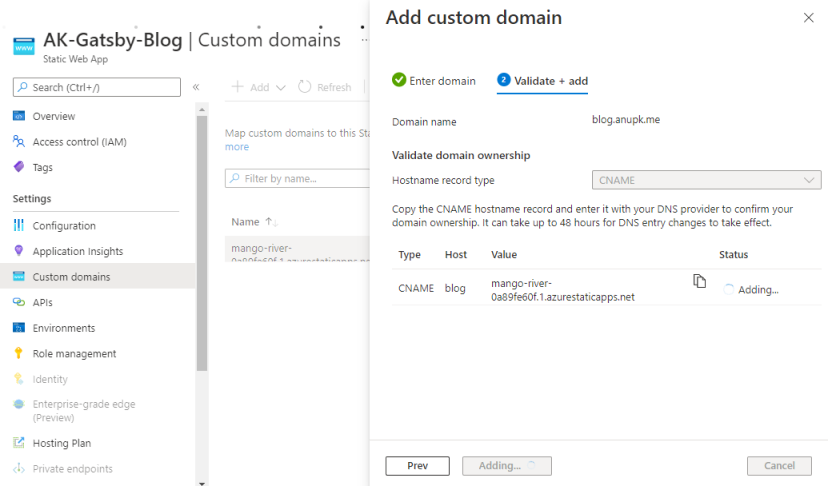 AK-Gatsby-Blog | Custom domains ...
Static Web App
Search (Ctrl+/)
«
Overview
Access control (IAM)
Tags
Settings
Configuration
Application Insights
Custom domains
APIs
Environments
Role management
Identity
Enterprise-grade edge
(Preview)
Hosting Plan
Private endpoints
Add
Refresh
Map custom domains to this Sta
more
Filter by name...
Name
mango-river-
0a89fe60f.1.azurestaticapps.ne
Add custom domain
Enter domain
2 Validate + add
Domain name blog.anupk.me
Validate domain ownership
Hostname record type CNAME
Copy the CNAME hostname record and enter it with your DNS provider to confirm your
domain ownership. It can take up to 48 hours for DNS entry changes to take effect.
Type Host Value Status
CNAME blog mango-river- Adding...
0a89fe60f.1.azurestaticapps.net
Prev Adding... Cancel